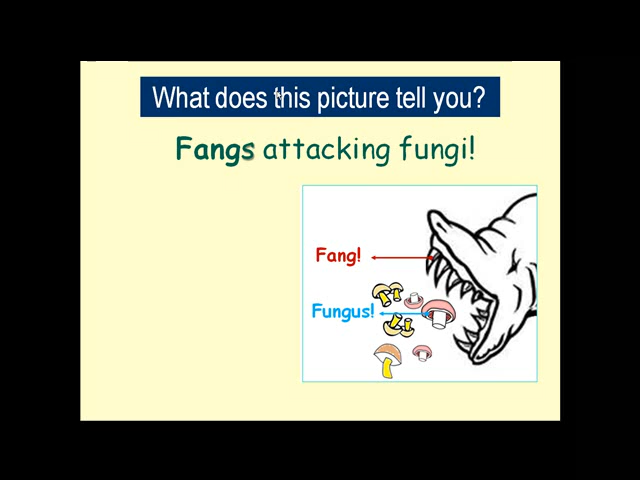 What does this picture tell you?
Fangs attacking fungi!
Fang!
Fungus!